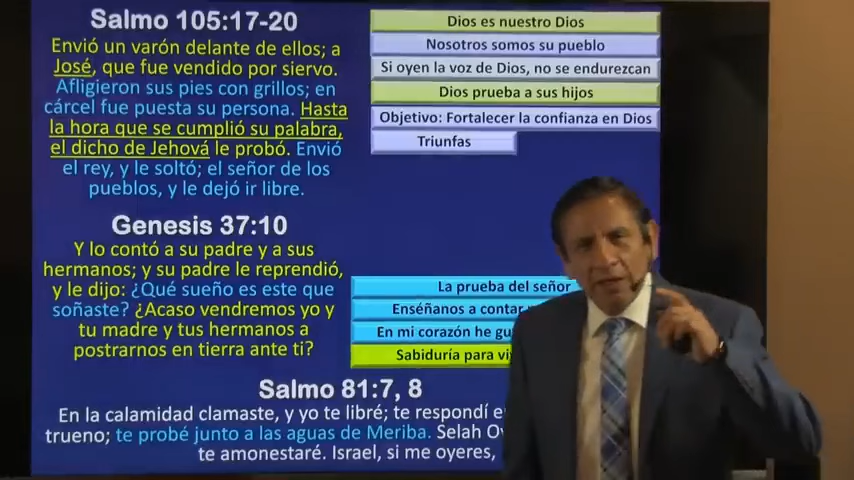 Salmo 105:17-20
Envió un varón delante de ellos; a
José, que fue vendido por siervo.
Afligieron sus pies con grillos; en
cárcel fue puesta su persona. Hasta
la hora que se cumplió su palabra,
el dicho de Jehová le probó. Envió
el rey, y le soltó; el señor de los
pueblos, y le dejó ir libre.
Genesis 37:10
Y lo contó a su padre y a sus
hermanos; y su padre le reprendió,
y le dijo: ¿Qué sueño es este que
soñaste? ¿Acaso vendremos yo y
tu madre y tus hermanos a
postrarnos en tierra ante ti?
Dios es nuestro Dios
Nosotros somos su pueblo
Si oyen la voz de Dios, no se endurezcan
Dios prueba a sus hijos
Objetivo: Fortalecer la confianza en Dios
Triunfas
La prueba del señor
Enséñanos a contar
En mi corazón he
Sabiduría para
Salmo 81:7, 8
En la calamidad clamaste, y yo te libré; te respondí
trueno; te probé junto a las aguas de Meriba. Selah
te amonestaré. Israel, si me oyeres,